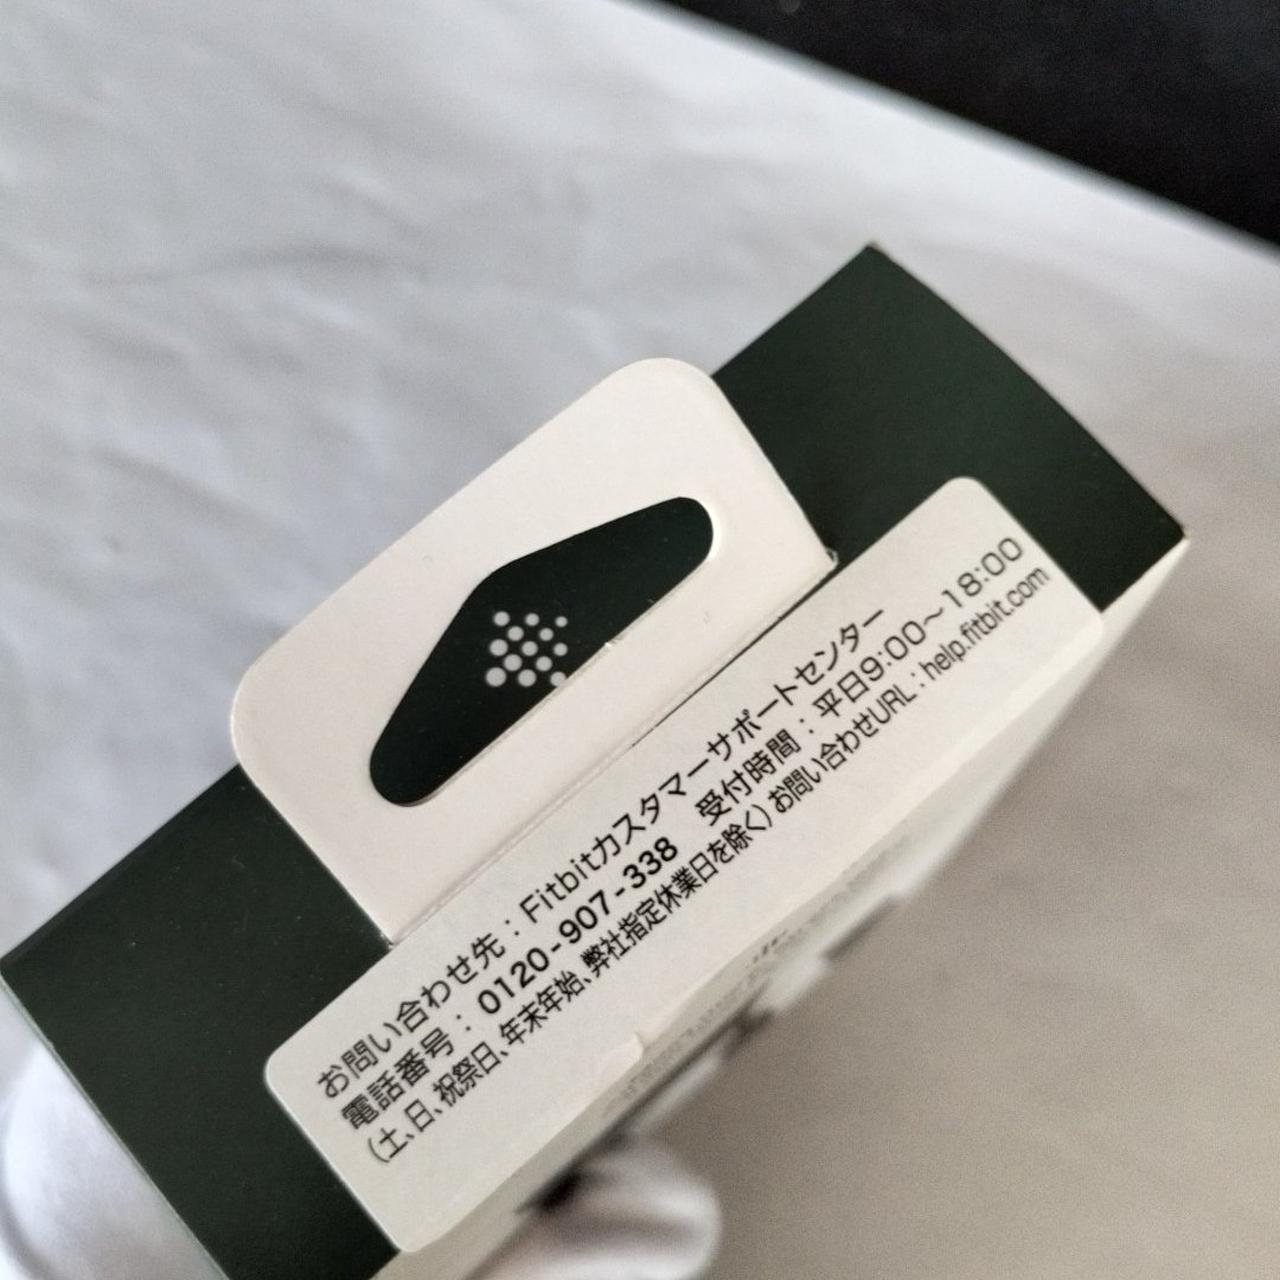 お問い合わせ先：Fitbitカスタマーサポートセンター
電話番号：0120-907-338　受付時間：平日9:00～18:00
（土、日、祝祭日、年末年始、弊社指定休業日を除く）お問い合わせURL：help.fitbit.com